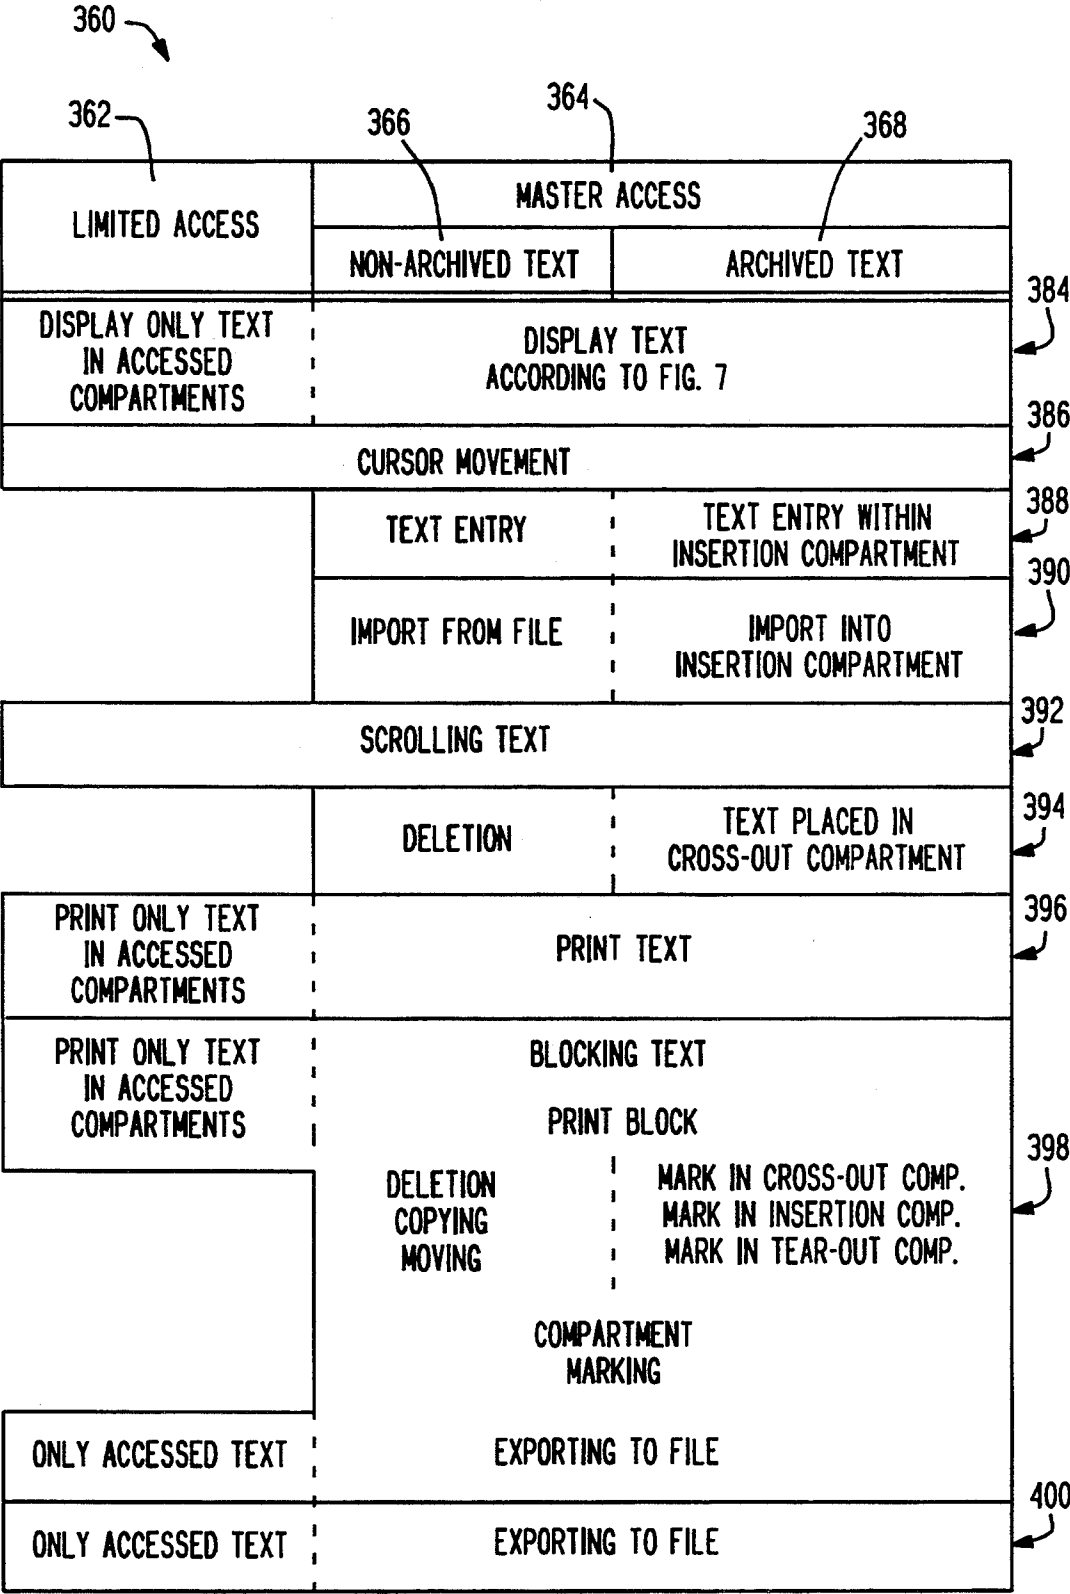 360
362
366
364
368
LIMITED ACCESS
MASTER ACCESS
NON-ARCHIVED TEXT
ARCHIVED TEXT
384
DISPLAY ONLY TEXT
IN ACCESSED
COMPARTMENTS
DISPLAY TEXT
ACCORDING TO FIG. 7
386
CURSOR MOVEMENT
388
TEXT ENTRY
TEXT ENTRY WITHIN
INSERTION COMPARTMENT
390
IMPORT FROM FILE
IMPORT INTO
INSERTION COMPARTMENT
392
SCROLLING TEXT
394
DELETION
TEXT PLACED IN
CROSS-OUT COMPARTMENT
396
PRINT ONLY TEXT
IN ACCESSED
COMPARTMENTS
PRINT TEXT
PRINT ONLY TEXT
IN ACCESSED
COMPARTMENTS
BLOCKING TEXT
PRINT BLOCK
398
DELETION
COPYING
MOVING
MARK IN CROSS-OUT COMP.
MARK IN INSERTION COMP.
MARK IN TEAR-OUT COMP.
COMPARTMENT
MARKING
ONLY ACCESSED TEXT
EXPORTING TO FILE
400
ONLY ACCESSED TEXT
EXPORTING TO FILE